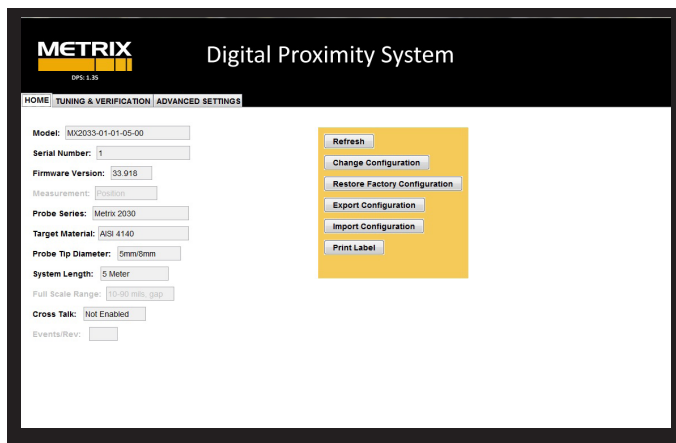 METRIX
DPS: 1.35
Digital Proximity System
HOME TUNING & VERIFICATION ADVANCED SETTINGS
Model: MX2033-01-01-05-00
Serial Number: 1
Firmware Version: 33.918
Measurement: Position
Probe Series: Metrix 2030
Target Material: AISI 4140
Probe Tip Diameter: 5mm/8mm
System Length: 5 Meter
Full Scale Range: 10-90 mils, gap
Cross Talk: Not Enabled
Events/Rev:
Refresh
Change Configuration
Restore Factory Configuration
Export Configuration
Import Configuration
Print Label